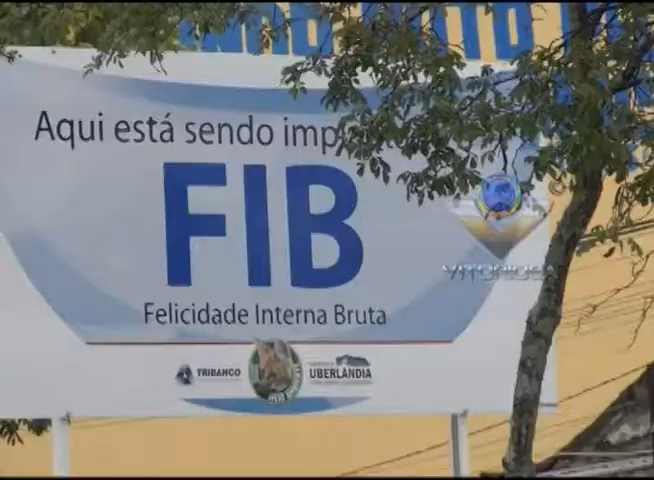 Aqui está sendo imp
FIB
Felicidade Interna Bruta
TRIBANCO
UBERLÂNDIA
VITORIOSA